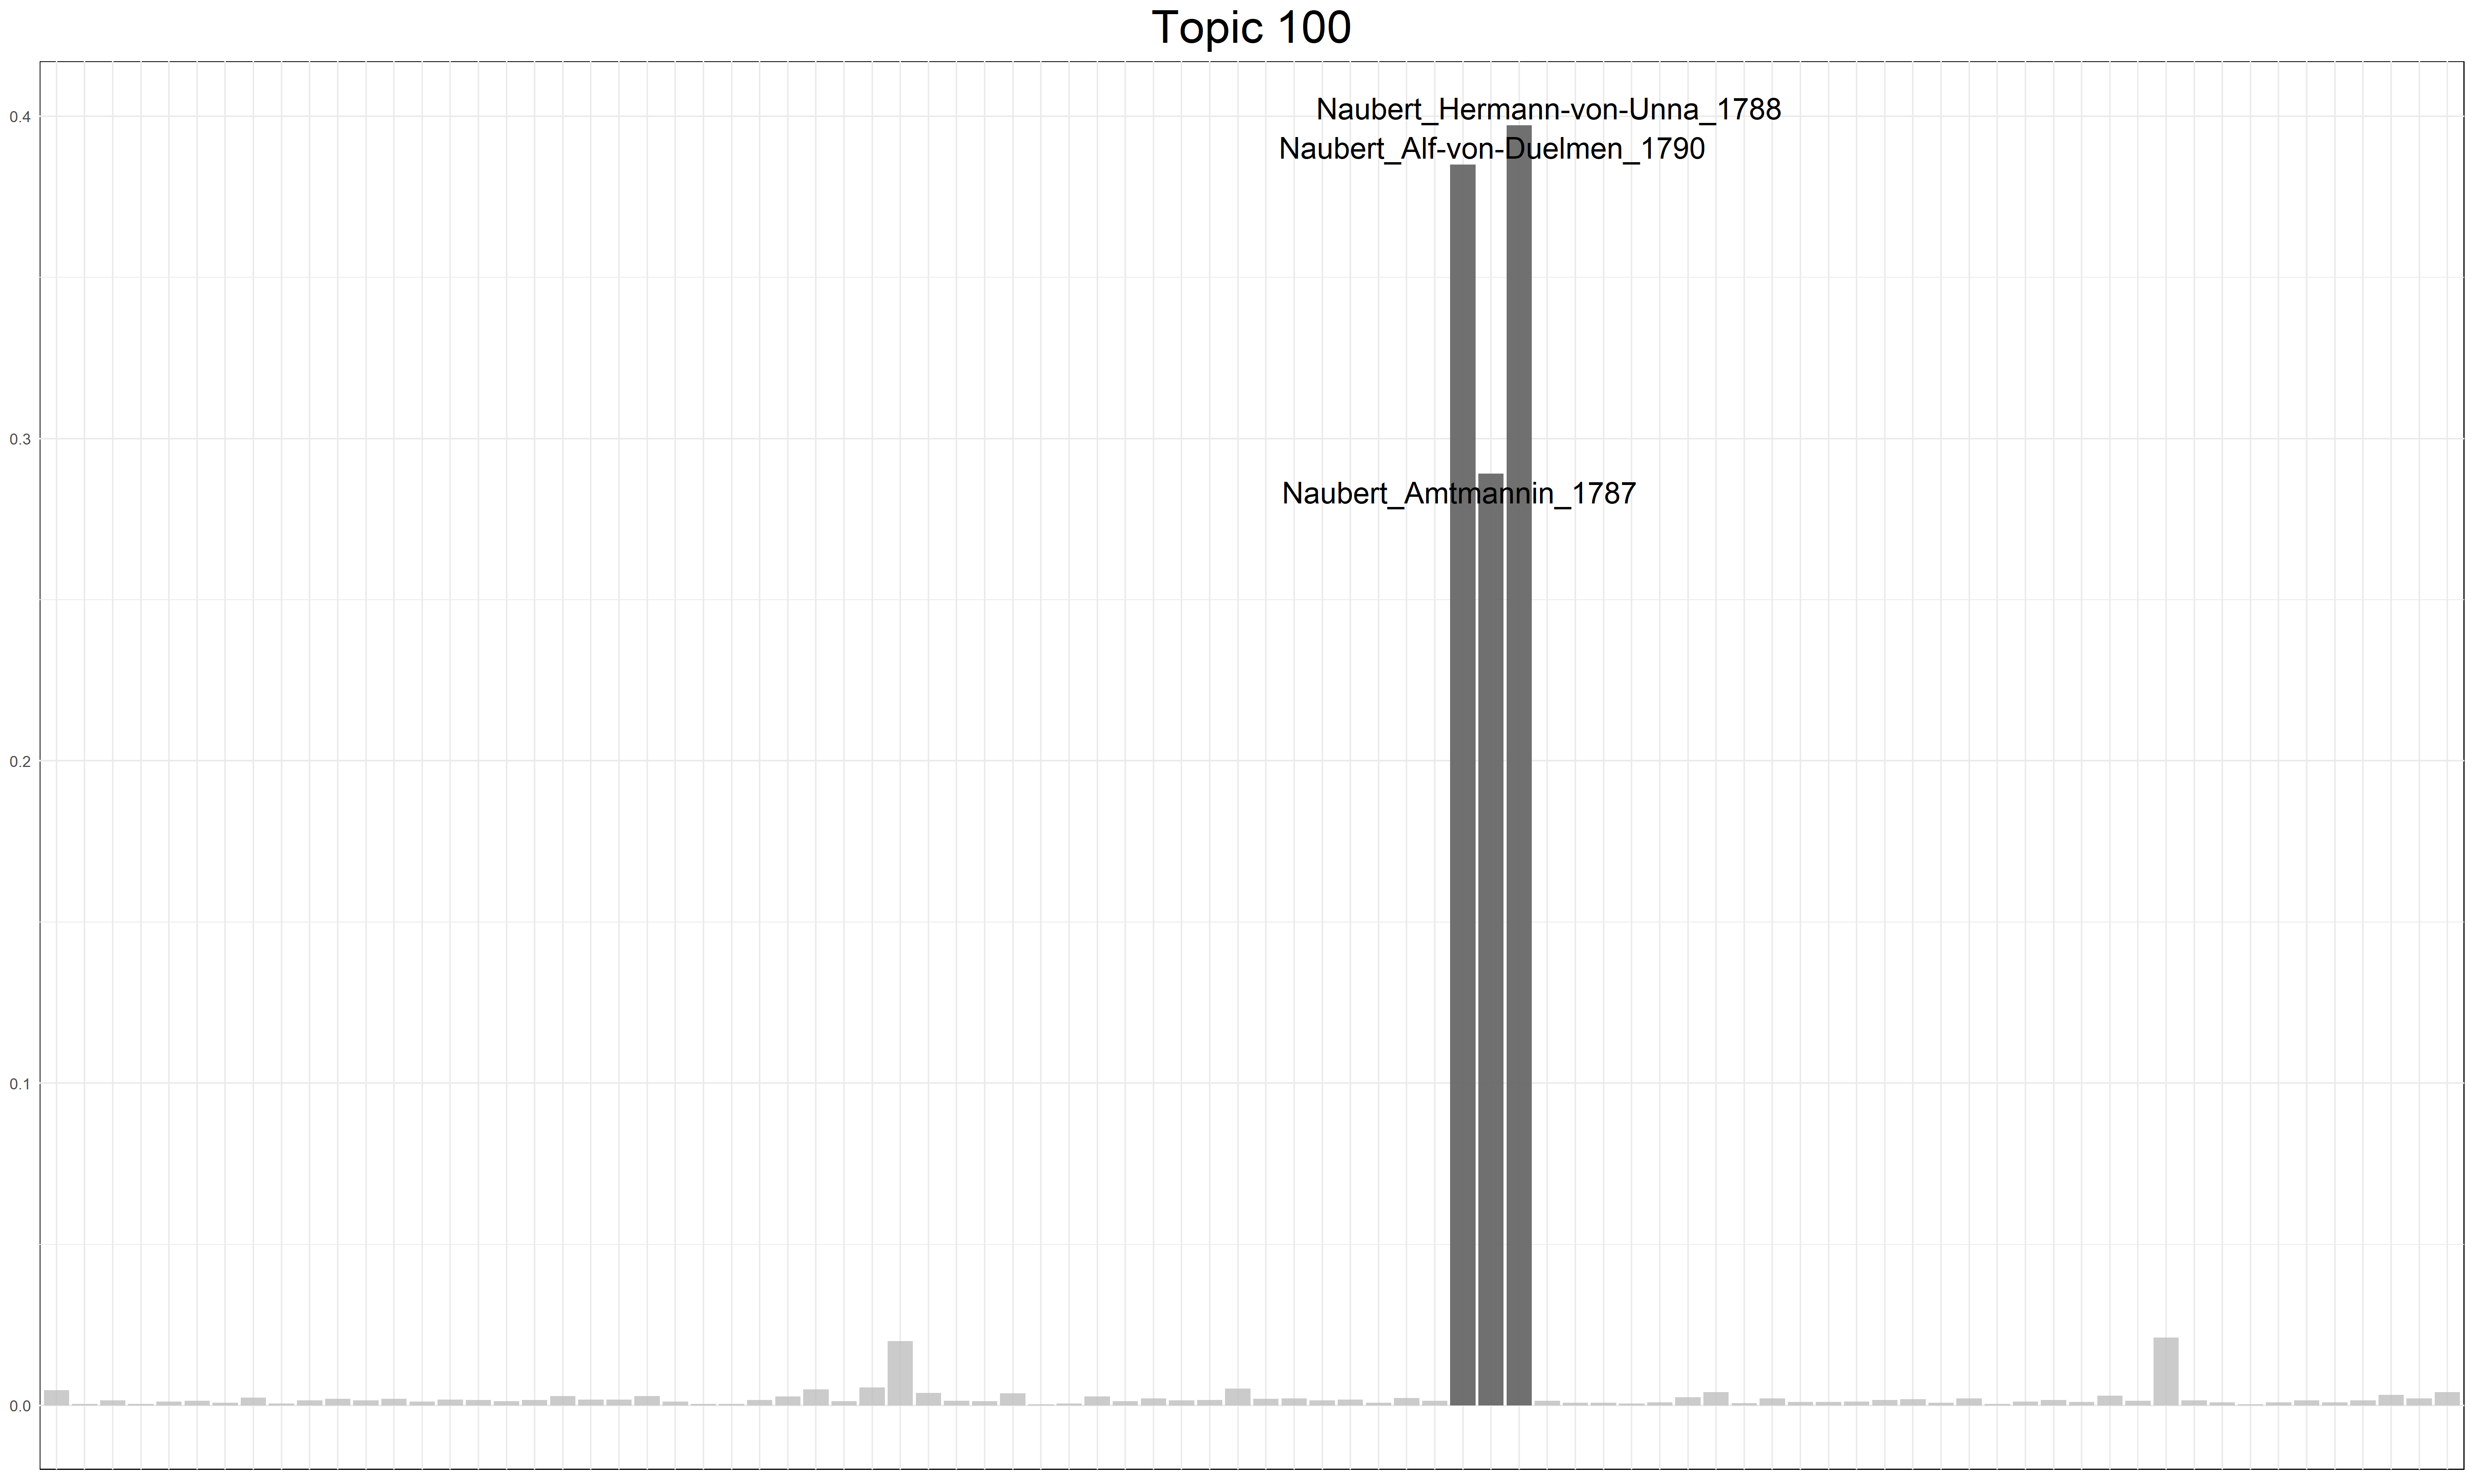 Topic 100
0.4
Naubert_Hermann-von-Unna_1788
Naubert_Alf-von-Duelmen_1790
0.3
Naubert_Amtmannin_1787
0.2
0.1
0.0